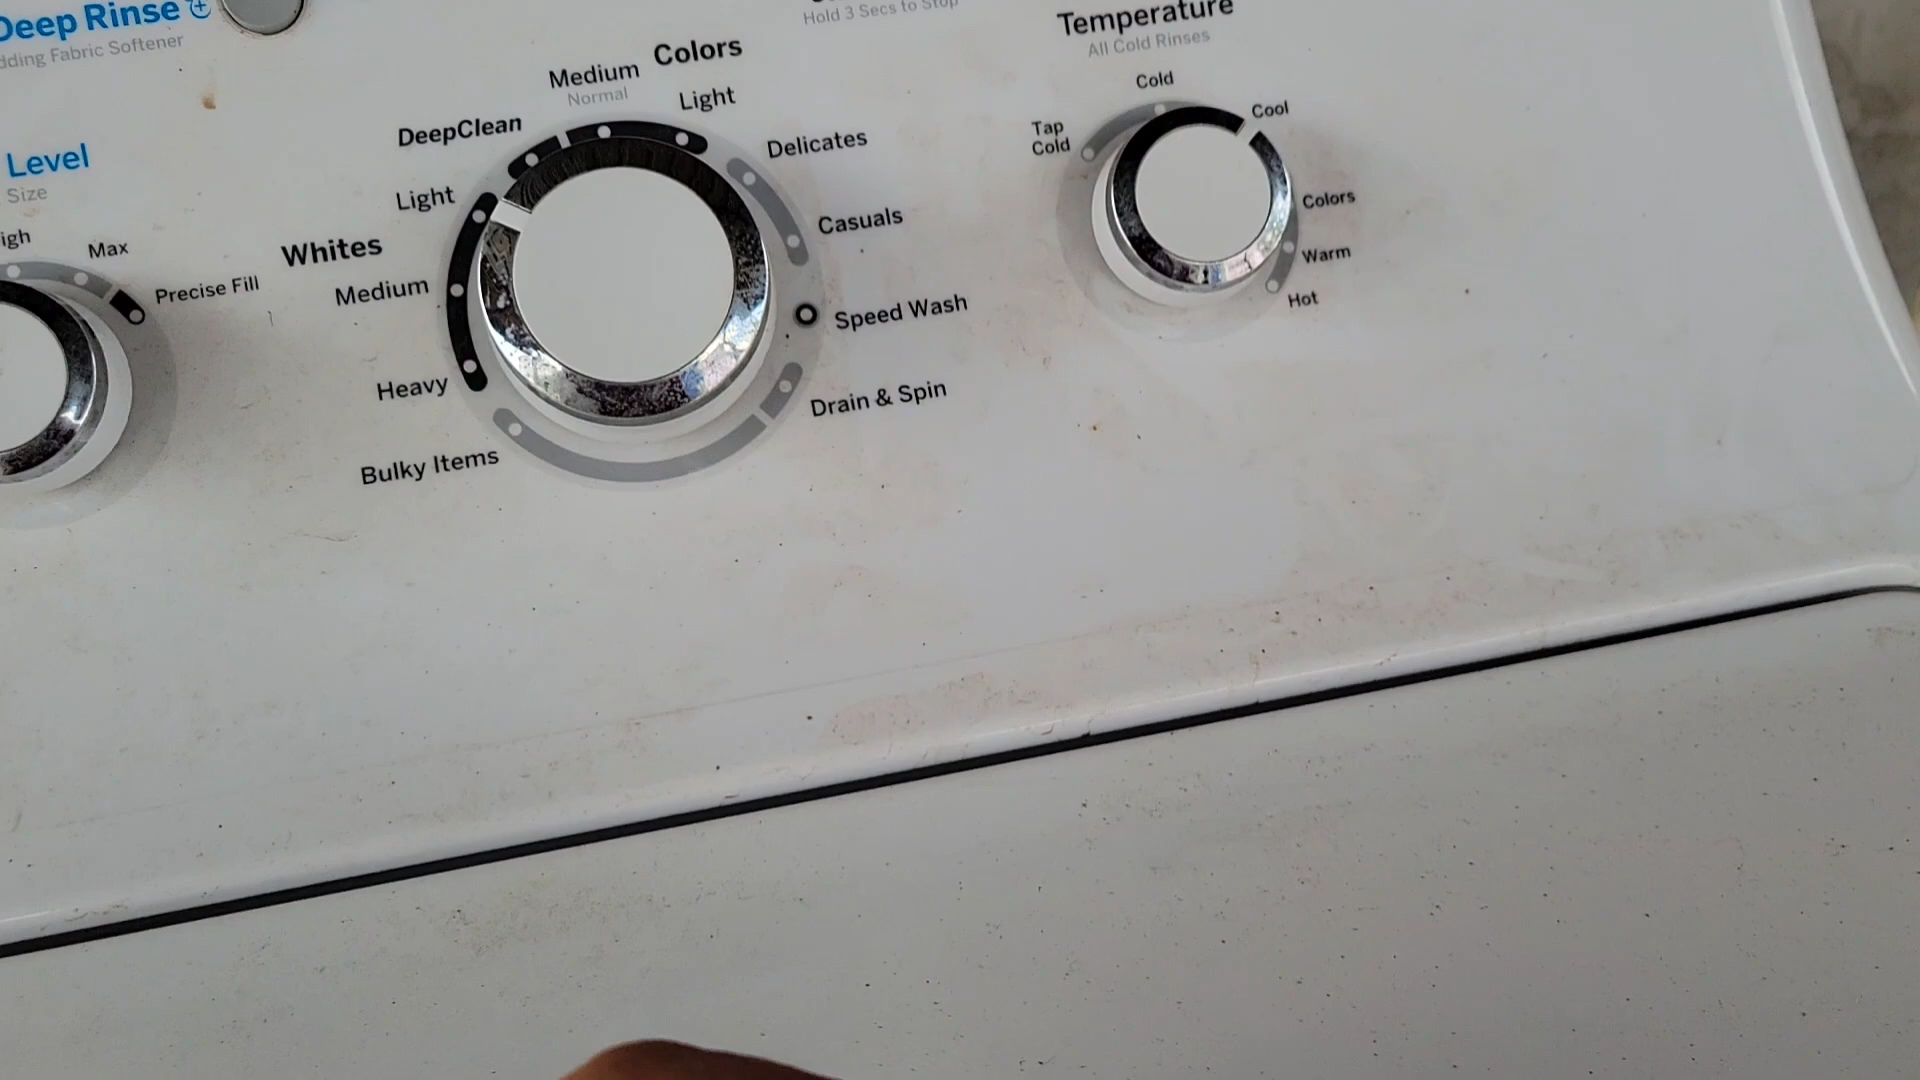 Deep Rinse
Adding Fabric Softener
Hold 3 Secs to Stop
Temperature
All Cold Rinses
Colors
Medium
Normal
Light
DeepClean
Delicates
Light
Casuals
Whites
Medium
Speed Wash
Heavy
Drain & Spin
Bulky Items
Cold
Cool
Tap
Cold
Colors
Warm
Hot
Level
Size
Max
Precise Fill